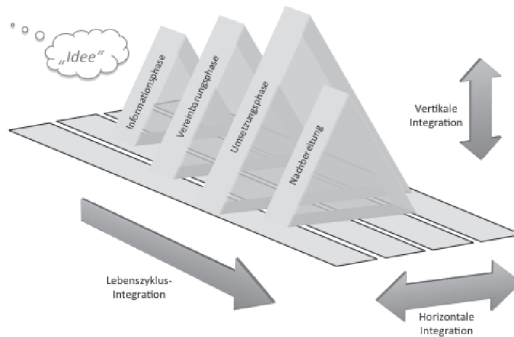 „Idee“
Informationsphase
Vereinbarungsphase
Umsetzungsphase
Nachbereitung
Vertikale
Integration
Lebenszyklus-
Integration
Horizontale
Integration